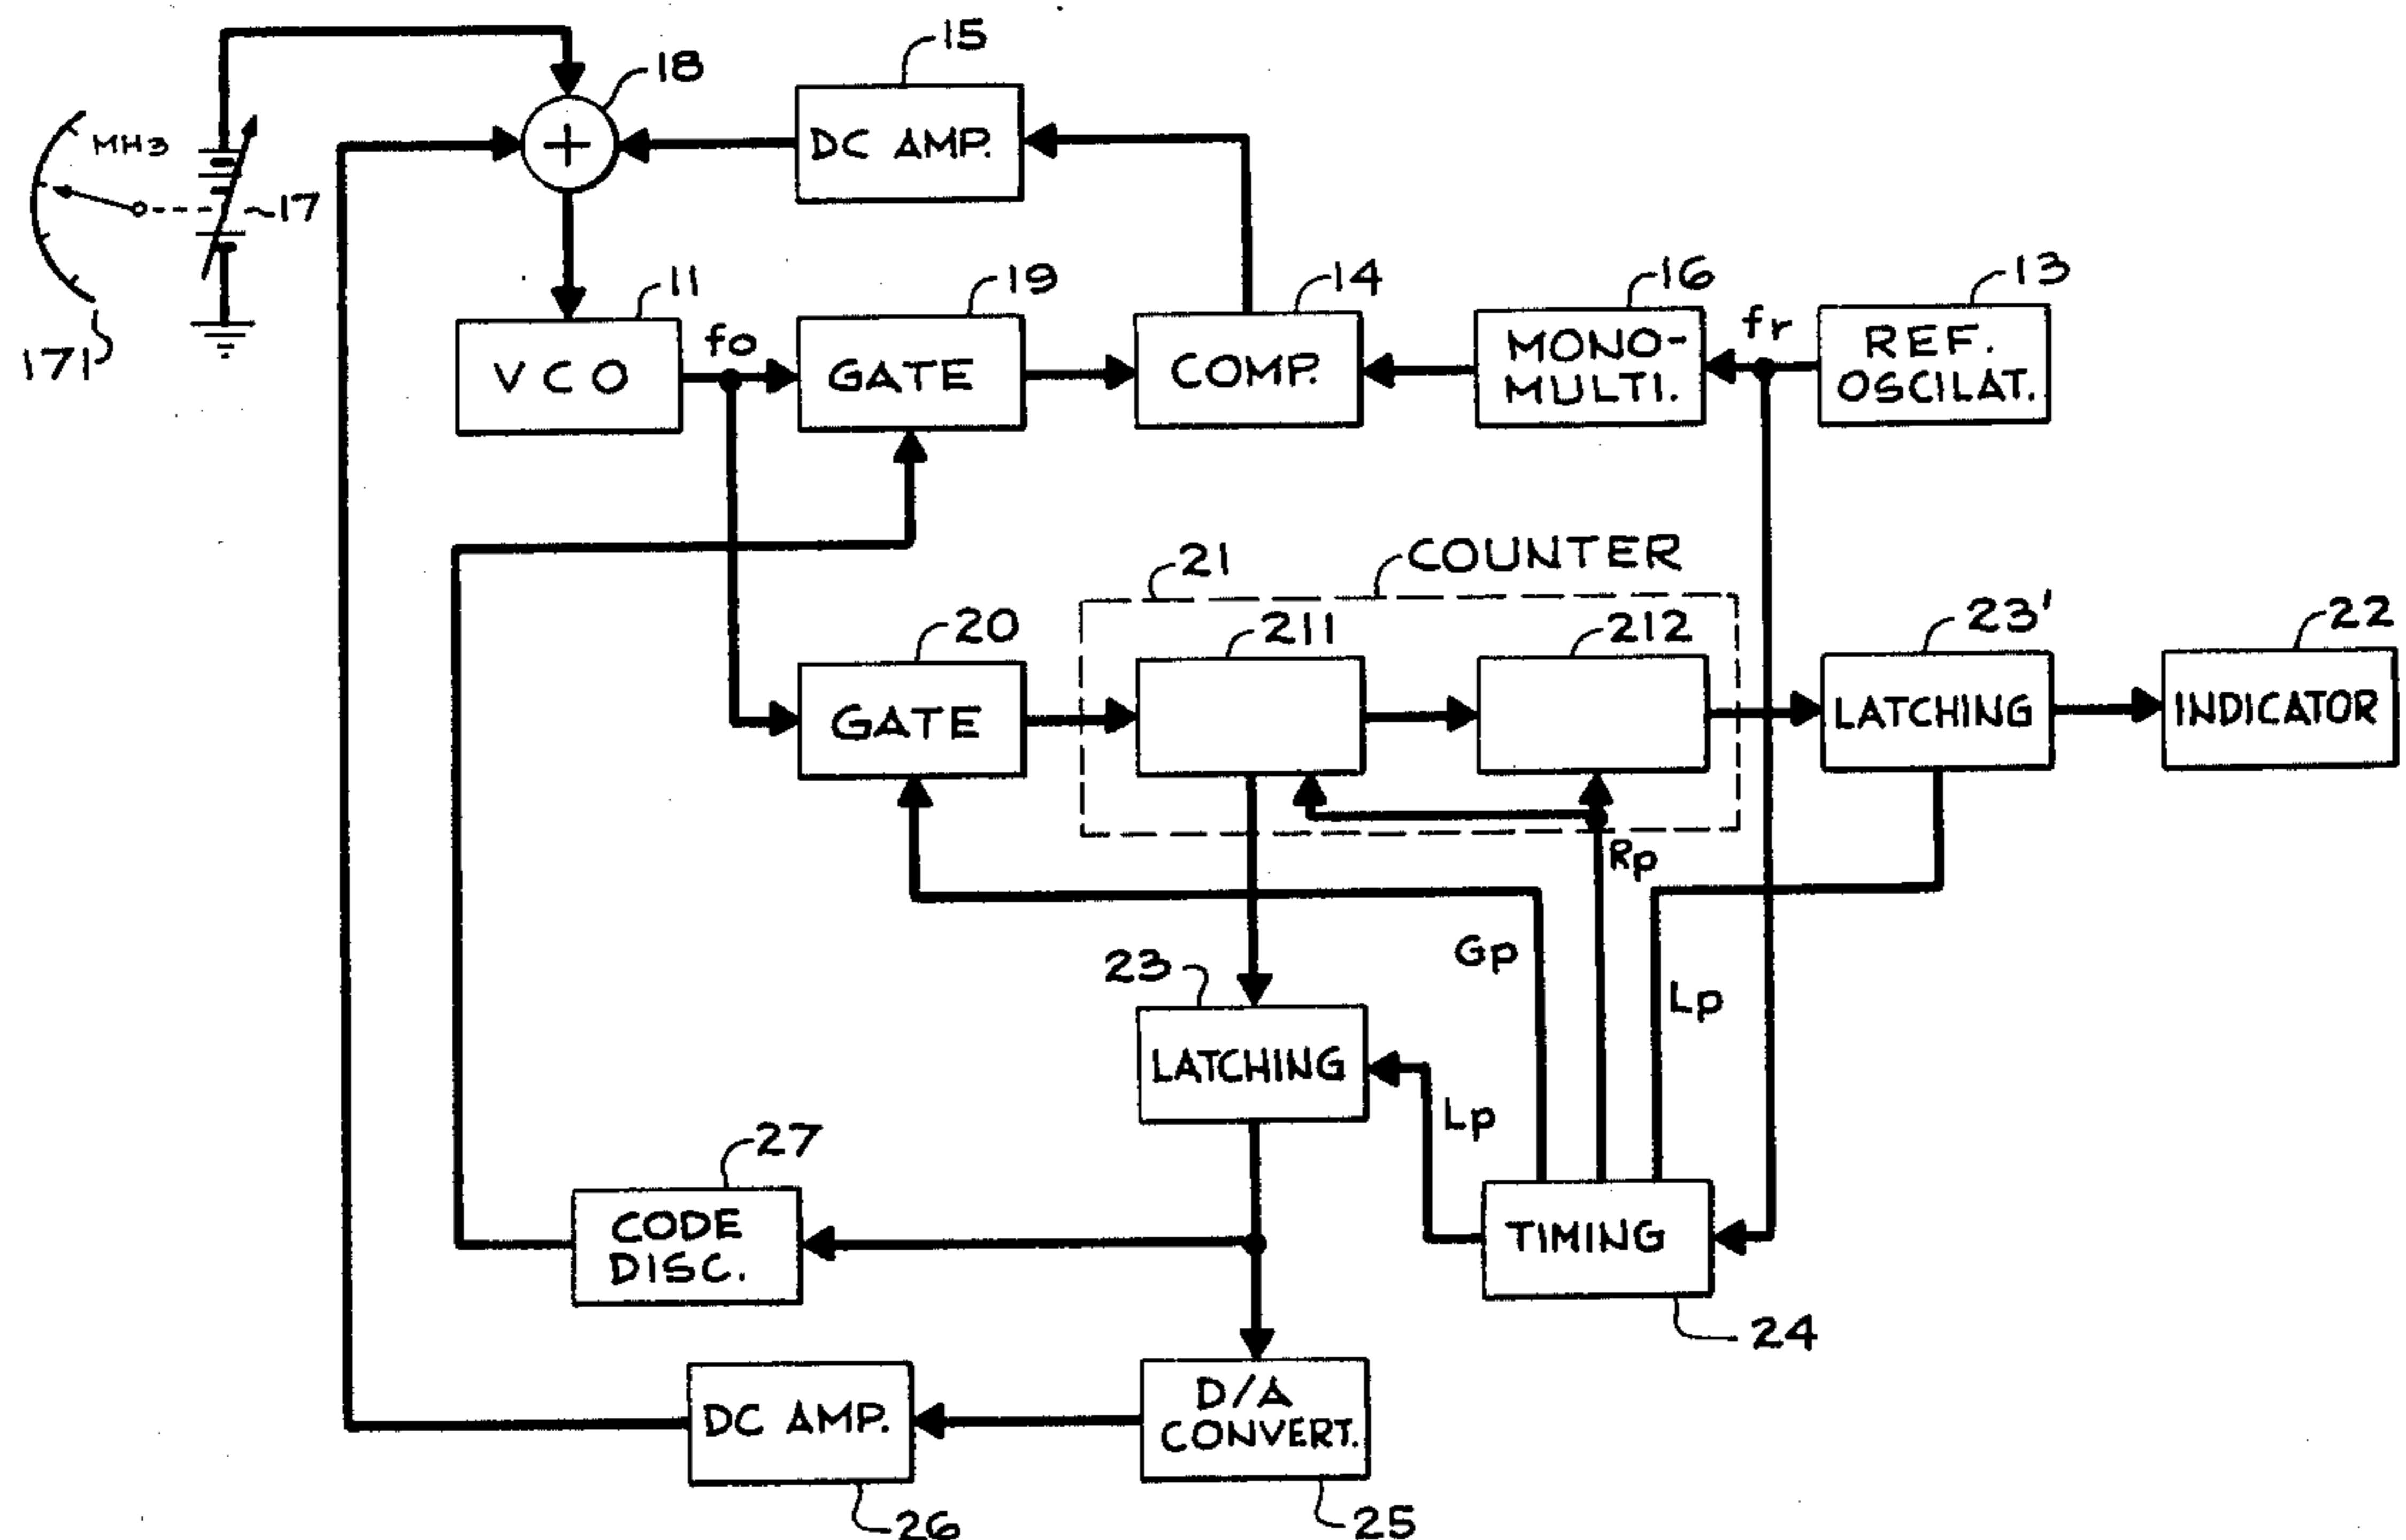 15
18
MH3
DC AMP.
+
17
11
19
14
16
13
fo
fr
171
VCO
GATE
COMP.
MONO-
MULTI.
REF.
OSCILAT.
21
COUNTER
20
211
212
23'
22
GATE
LATCHING
INDICATOR
Rp
Gp
23
Lp
LATCHING
Lp
27
CODE
DISC.
TIMING
24
DC AMP.
D/A
CONVERT.
26
25